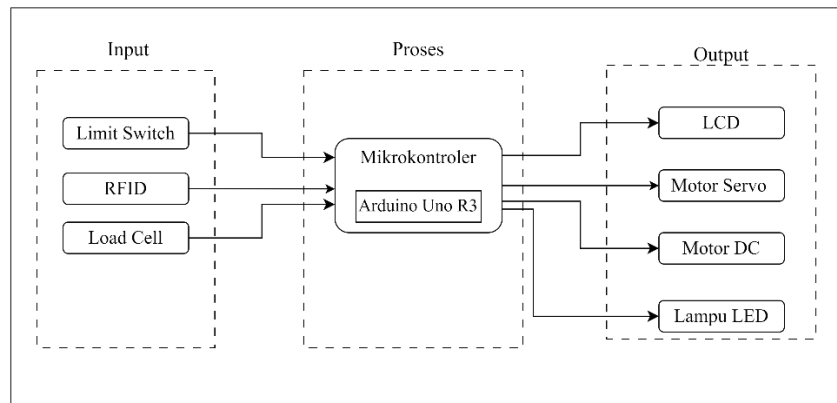 Input
Proses
Output
Limit Switch
RFID
Load Cell
Mikrokontroler
Arduino Uno R3
LCD
Motor Servo
Motor DC
Lampu LED